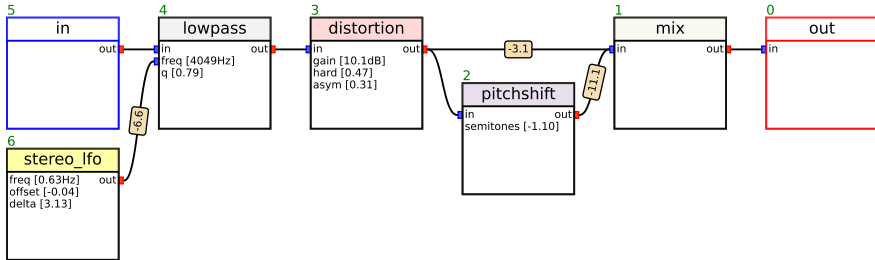 5
in
out
4
lowpass
in
out
freq [4049Hz]
q [0.79]
3
distortion
in
out
gain [10.1dB]
hard [0.47]
asym [0.31]
-3.1
1
mix
in
out
0
out
in
2
pitchshift
in
out
semitones [-1.10]
-11.1
-6.6
6
stereo_lfo
freq [0.63Hz]
out
offset [-0.04]
delta [3.13]